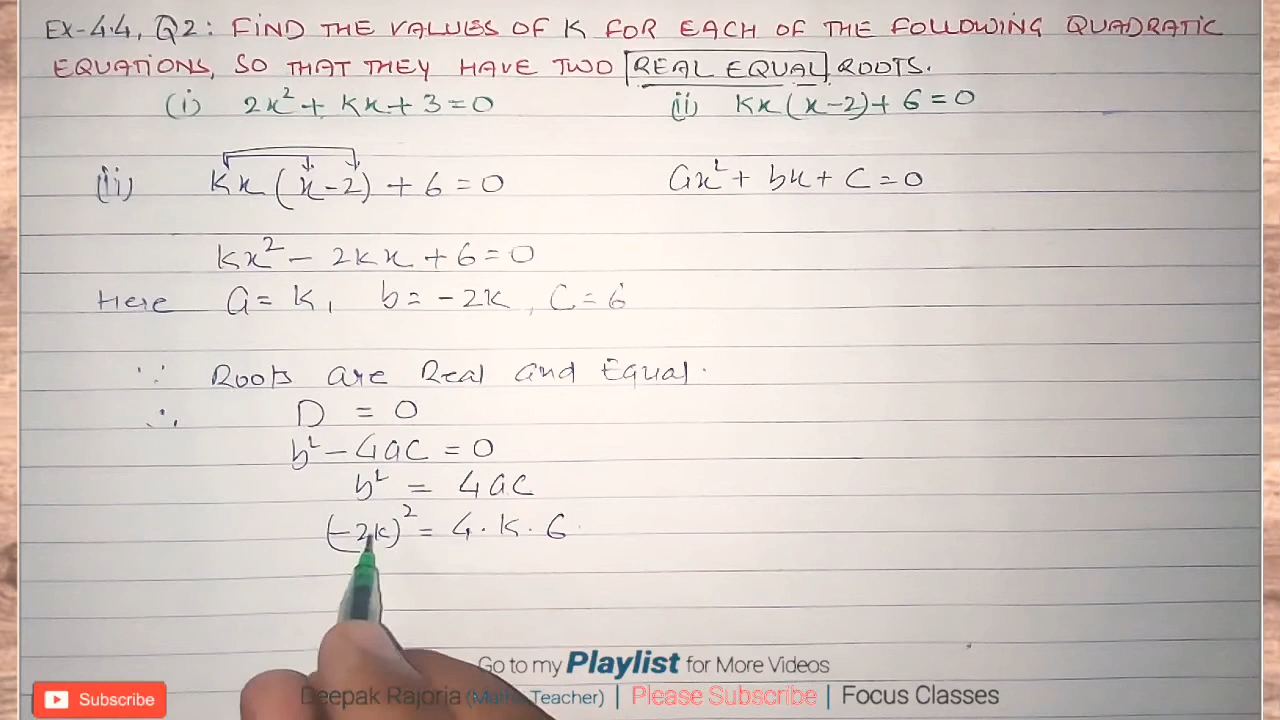 EX-4.4, Q2: FIND THE VALUES OF K FOR EACH OF THE FOLLOWING QUADRATIC
EQUATIONS, SO THAT THEY HAVE TWO REAL EQUAL ROOTS.
(i) 2x² + kx + 3 = 0 (ii) kx(x-2) + 6 = 0
(ii) kx(x-2) + 6 = 0 ax² + bx + c = 0
kx² - 2kx + 6 = 0
Here a = k, b = -2k, c = 6
∵ Roots are Real and Equal.
∴ D = 0
b² - 4ac = 0
b² = 4ac
(-2k)² = 4·k·6
Go to my Playlist for More Videos
Subscribe
Deepak Rajoria (Maths Teacher) | Please Subscribe | Focus Classes